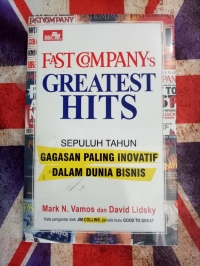 FAST COMPANY's
GREATEST
HITS
SEPULUH TAHUN
GAGASAN PALING INOVATIF
DALAM DUNIA BISNIS
Mark N. Vamos dan David Lidsky
Kata pengantar oleh JIM COLLINS, penulis buku GOOD TO GREAT